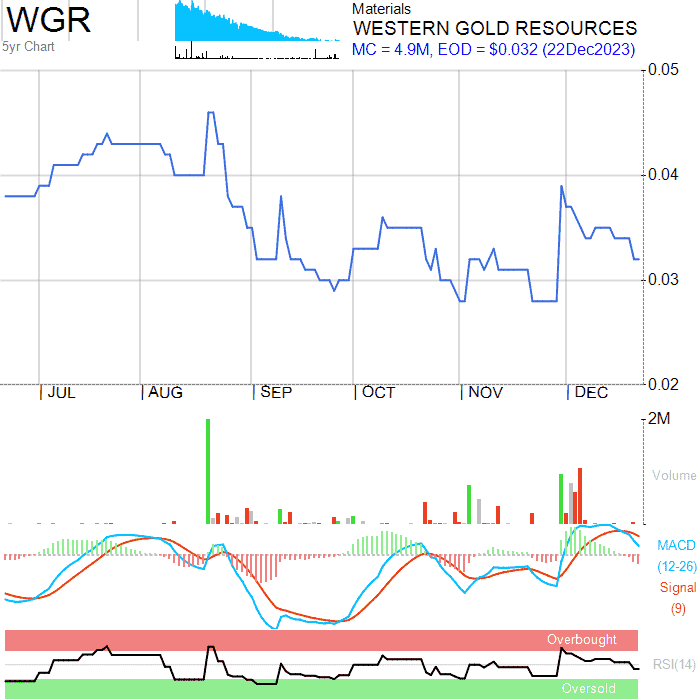 WGR
5yr Chart
Materials
WESTERN GOLD RESOURCES
MC = 4.9M, EOD = $0.032 (22Dec2023)
0.05
0.04
0.03
0.02
JUL AUG SEP OCT NOV DEC
2M
Volume
MACD
(12-26)
Signal
(9)
Overbought
RSI(14)
Oversold